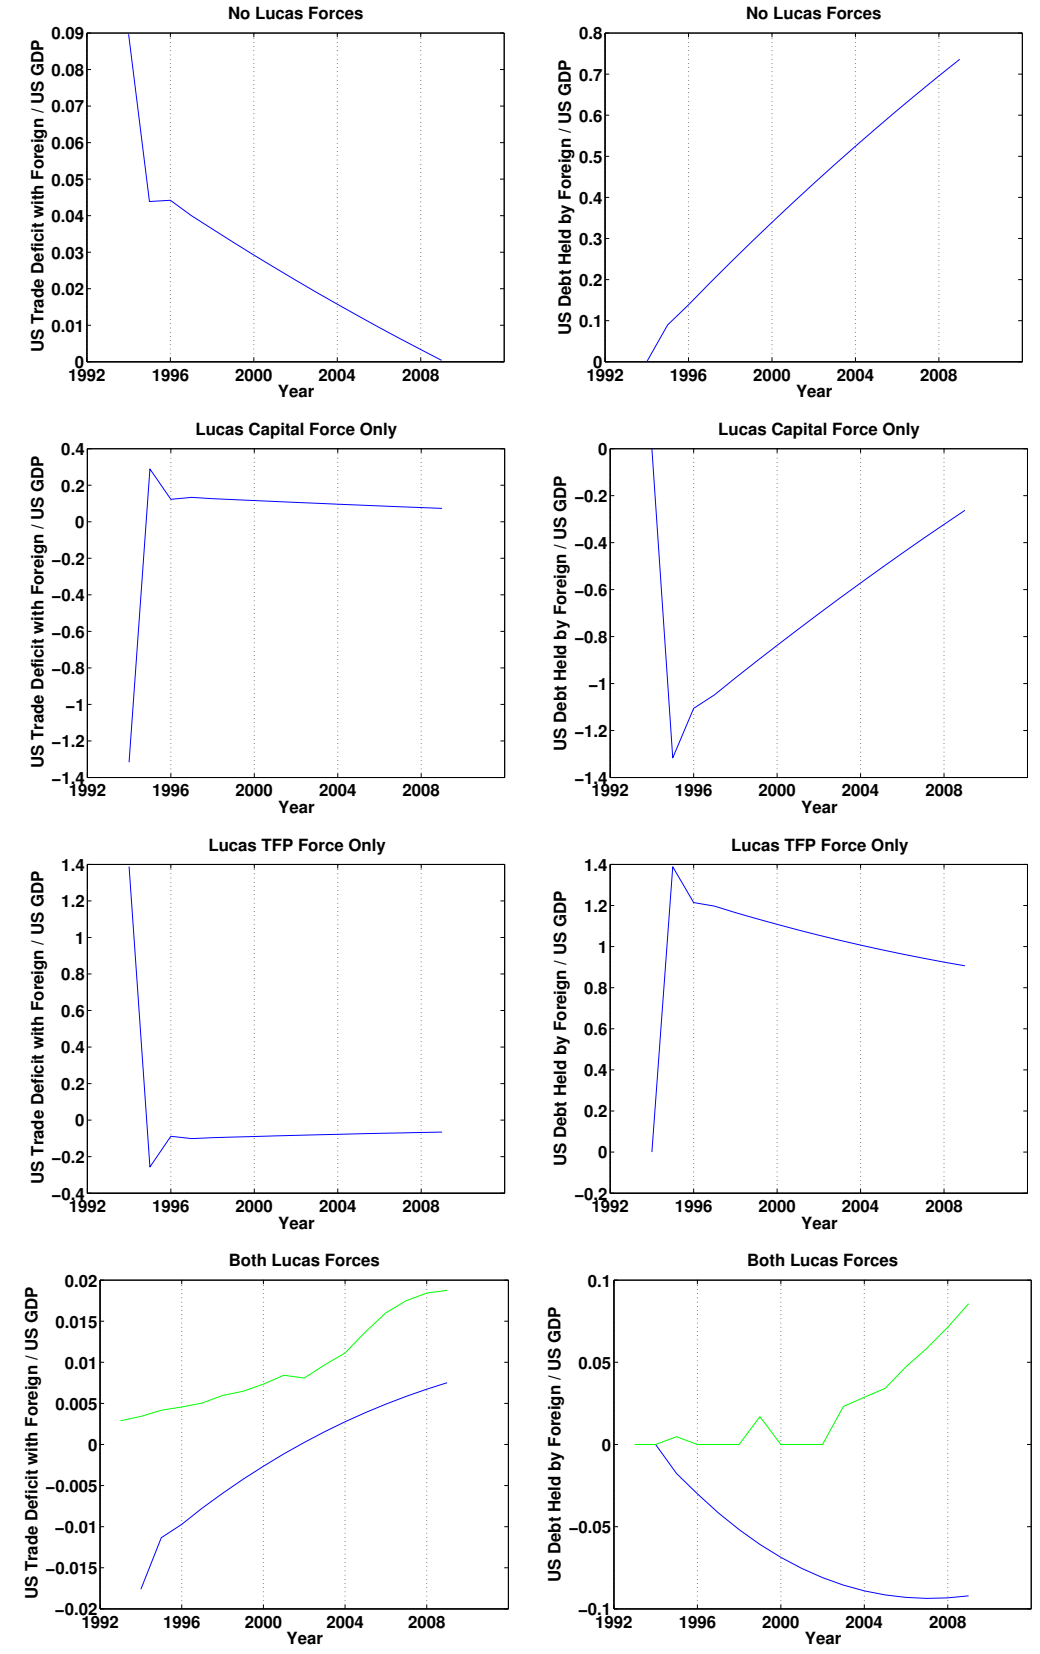 No Lucas Forces
US Trade Deficit with Foreign / US GDP
0.09
0.08
0.07
0.06
0.05
0.04
0.03
0.02
0.01
0
1992 1996 2000 2004 2008
Year
No Lucas Forces
US Debt Held by Foreign / US GDP
0.8
0.7
0.6
0.5
0.4
0.3
0.2
0.1
0
1992 1996 2000 2004 2008
Year
Lucas Capital Force Only
US Trade Deficit with Foreign / US GDP
0.4
0.2
0
−0.2
−0.4
−0.6
−0.8
−1
−1.2
−1.4
1992 1996 2000 2004 2008
Year
Lucas Capital Force Only
US Debt Held by Foreign / US GDP
0
−0.2
−0.4
−0.6
−0.8
−1
−1.2
−1.4
1992 1996 2000 2004 2008
Year
Lucas TFP Force Only
US Trade Deficit with Foreign / US GDP
1.4
1.2
1
0.8
0.6
0.4
0.2
0
−0.2
−0.4
1992 1996 2000 2004 2008
Year
Lucas TFP Force Only
US Debt Held by Foreign / US GDP
1.4
1.2
1
0.8
0.6
0.4
0.2
0
−0.2
1992 1996 2000 2004 2008
Year
Both Lucas Forces
US Trade Deficit with Foreign / US GDP
0.02
0.015
0.01
0.005
0
−0.005
−0.01
−0.015
−0.02
1992 1996 2000 2004 2008
Year
Both Lucas Forces
US Debt Held by Foreign / US GDP
0.1
0.05
0
−0.05
−0.1
1992 1996 2000 2004 2008
Year